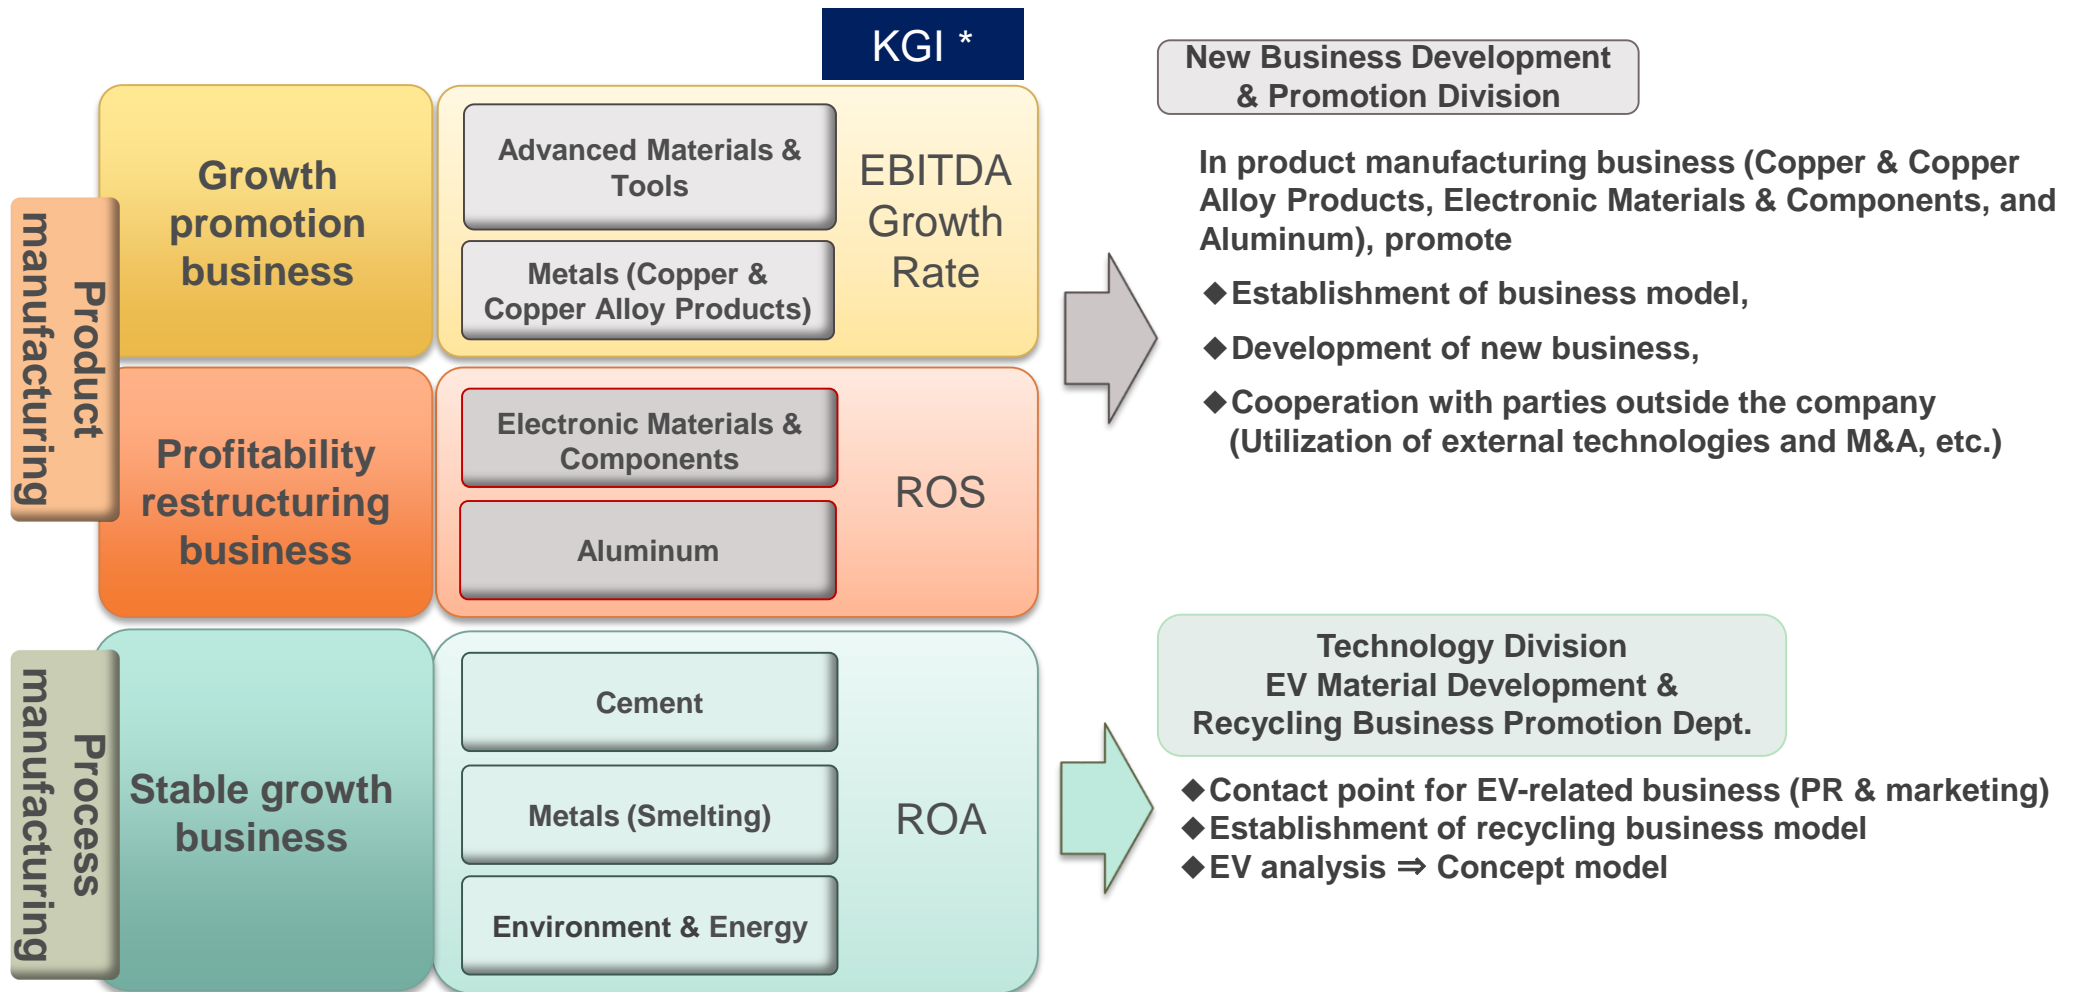 KGI *
Product
manufacturing
Growth
promotion
business
Advanced Materials &
Tools
Metals (Copper &
Copper Alloy Products)
EBITDA
Growth
Rate
Profitability
restructuring
business
Electronic Materials &
Components
Aluminum
ROS
Process
manufacturing
Stable growth
business
Cement
Metals (Smelting)
Environment & Energy
ROA
New Business Development
& Promotion Division
In product manufacturing business (Copper & Copper
Alloy Products, Electronic Materials & Components, and
Aluminum), promote
◆Establishment of business model,
◆Development of new business,
◆Cooperation with parties outside the company
(Utilization of external technologies and M&A, etc.)
Technology Division
EV Material Development &
Recycling Business Promotion Dept.
◆Contact point for EV-related business (PR & marketing)
◆Establishment of recycling business model
◆EV analysis ⇒ Concept model